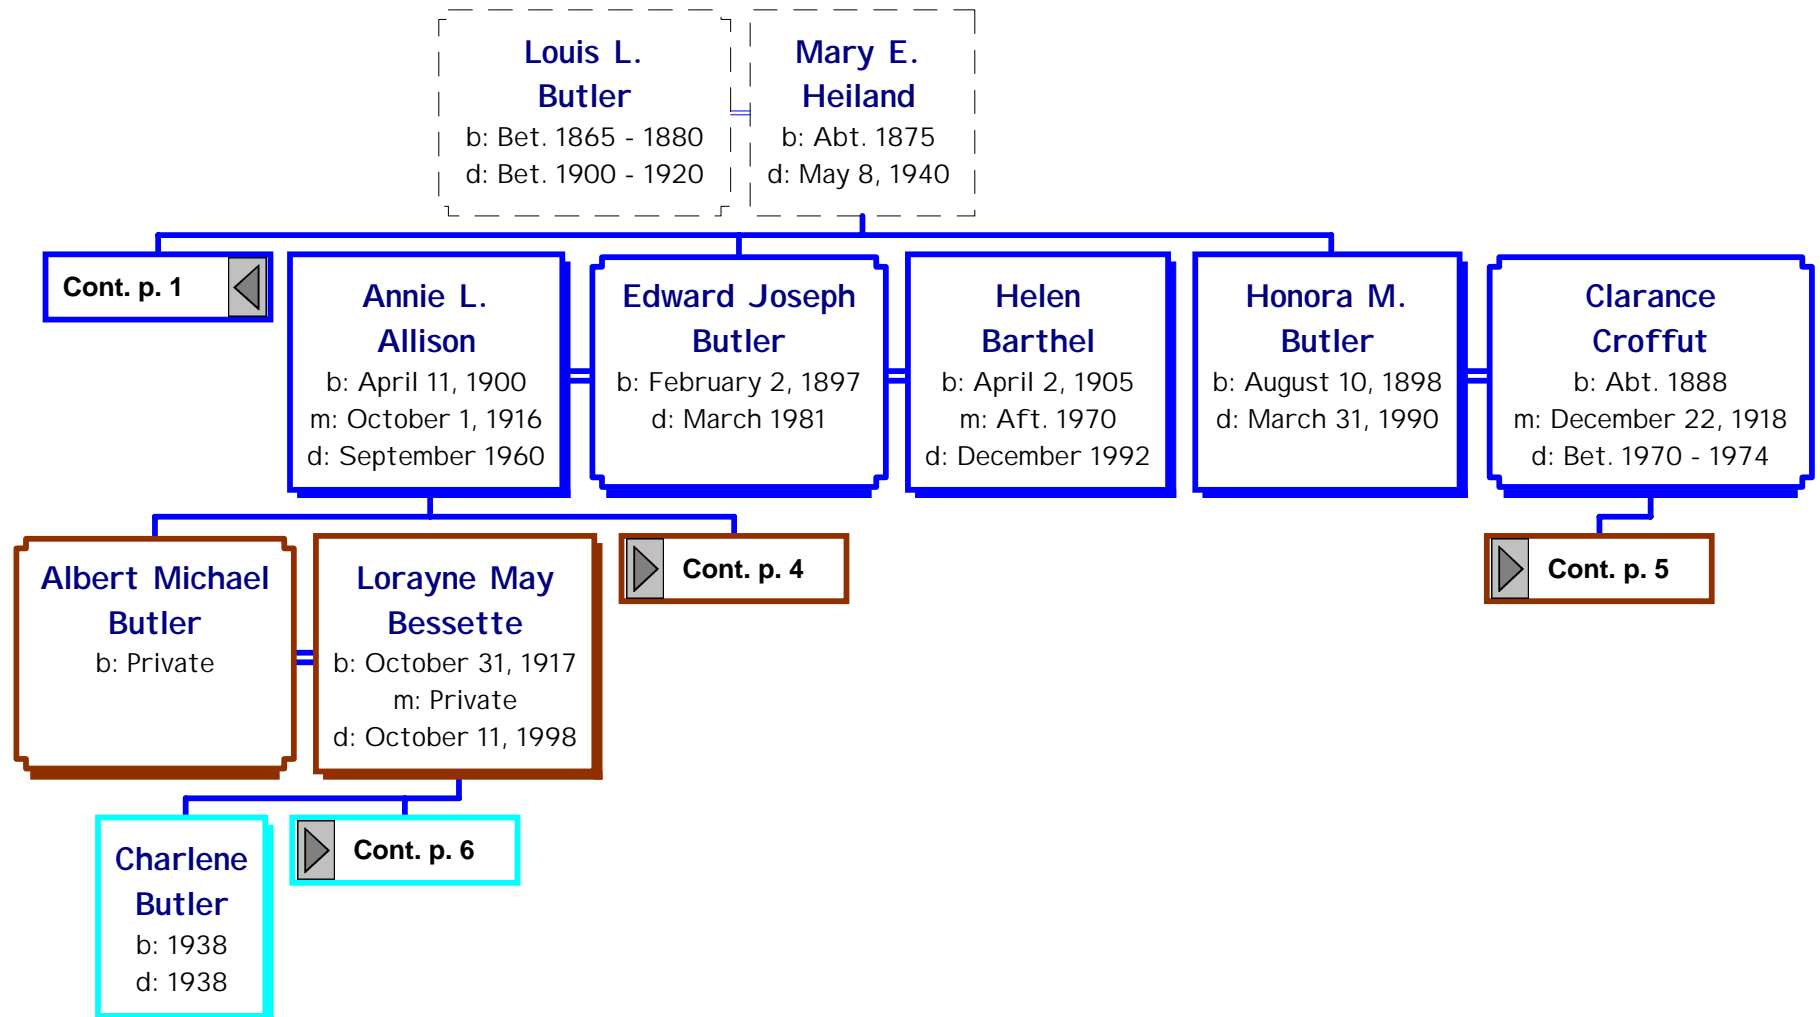 Louis L.
Butler
b: Bet. 1865 - 1880
d: Bet. 1900 - 1920
Mary E.
Heiland
b: Abt. 1875
d: May 8, 1940
Cont. p. 1
Annie L.
Allison
b: April 11, 1900
m: October 1, 1916
d: September 1960
Edward Joseph
Butler
b: February 2, 1897
d: March 1981
Helen
Barthel
b: April 2, 1905
m: Aft. 1970
d: December 1992
Honora M.
Butler
b: August 10, 1898
d: March 31, 1990
Clarance
Croffut
b: Abt. 1888
m: December 22, 1918
d: Bet. 1970 - 1974
Albert Michael
Butler
b: Private
Lorayne May
Bessette
b: October 31, 1917
m: Private
d: October 11, 1998
Cont. p. 4
Cont. p. 5
Charlene
Butler
b: 1938
d: 1938
Cont. p. 6